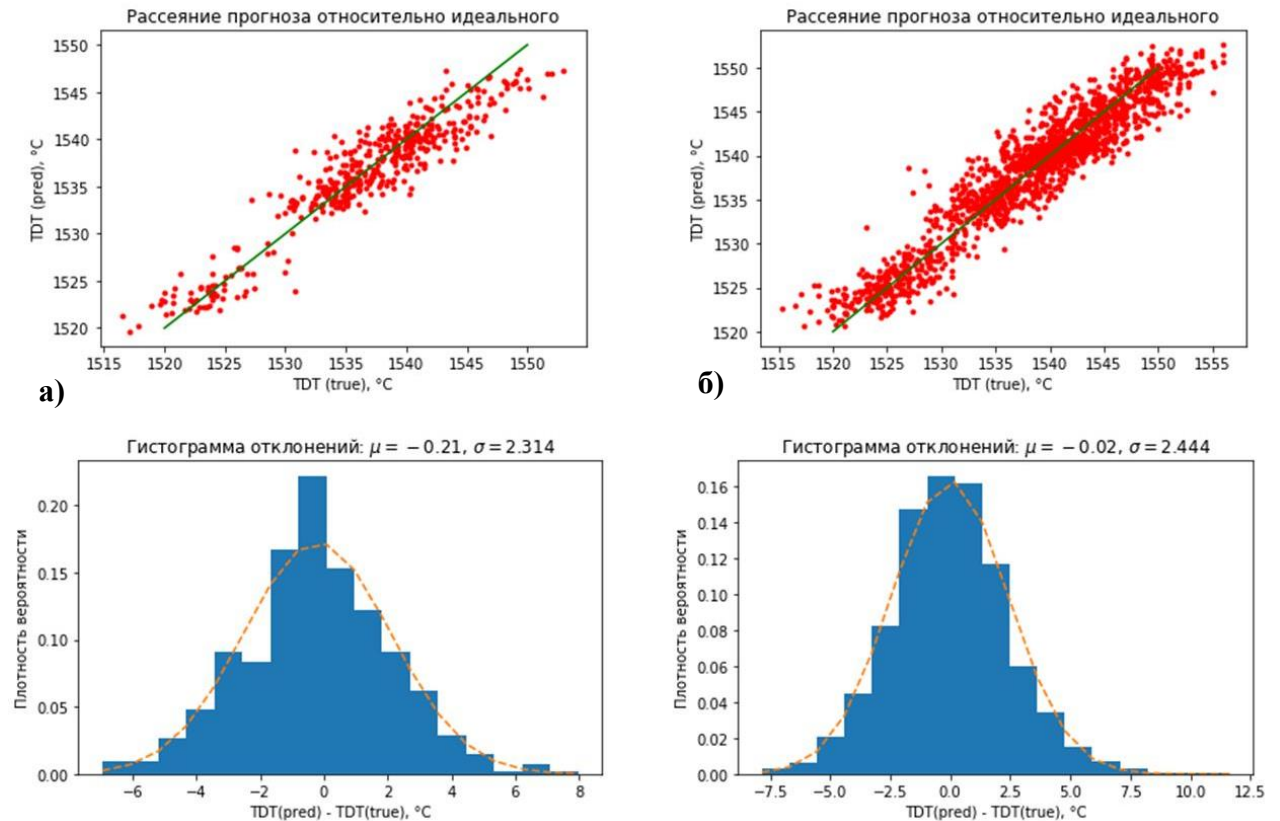 Рассеяние прогноза относительно идеального
1550
1545
1540
1535
1530
1525
1520
TDT (pred), °C
1515 1520 1525 1530 1535 1540 1545 1550
TDT (true), °C
а)
Рассеяние прогноза относительно идеального
1550
1545
1540
1535
1530
1525
1520
TDT (pred), °C
1515 1520 1525 1530 1535 1540 1545 1550 1555
TDT (true), °C
б)
Гистограмма отклонений: μ = −0.21, σ = 2.314
0.20
0.15
0.10
0.05
0.00
Плотность вероятности
−6 −4 −2 0 2 4 6 8
TDT(pred) - TDT(true), °C
Гистограмма отклонений: μ = −0.02, σ = 2.444
0.16
0.14
0.12
0.10
0.08
0.06
0.04
0.02
0.00
Плотность вероятности
−7.5 −5.0 −2.5 0.0 2.5 5.0 7.5 10.0 12.5
TDT(pred) - TDT(true), °C